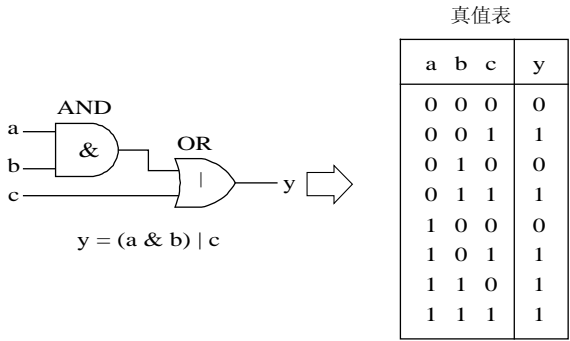 真值表
a b c y
0 0 0 0
0 0 1 1
0 1 0 0
0 1 1 1
1 0 0 0
1 0 1 1
1 1 0 1
1 1 1 1
AND
a
&
b
OR
|
c
y
y = (a & b) | c